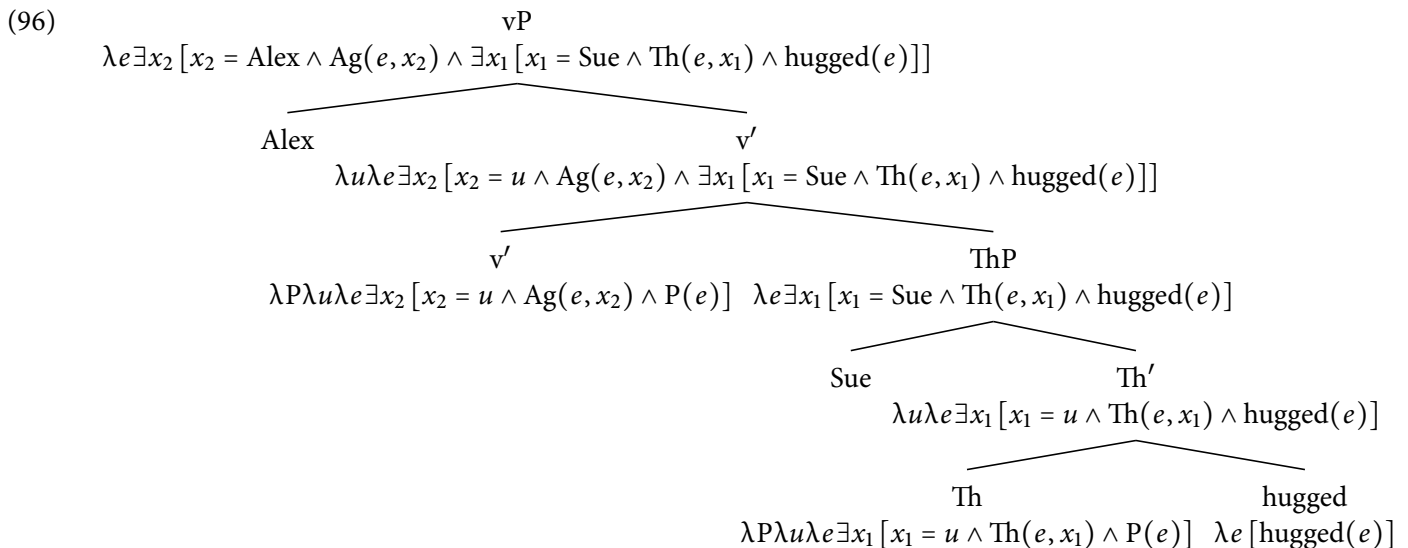 (96) vP
λe∃x₂[x₂ = Alex ∧ Ag(e, x₂) ∧ ∃x₁[x₁ = Sue ∧ Th(e, x₁) ∧ hugged(e)]]
Alex v′
λuλe∃x₂[x₂ = u ∧ Ag(e, x₂) ∧ ∃x₁[x₁ = Sue ∧ Th(e, x₁) ∧ hugged(e)]]
v′ ThP
λPλuλe∃x₂[x₂ = u ∧ Ag(e, x₂) ∧ P(e)] λe∃x₁[x₁ = Sue ∧ Th(e, x₁) ∧ hugged(e)]
Sue Th′
λuλe∃x₁[x₁ = u ∧ Th(e, x₁) ∧ hugged(e)]
Th hugged
λPλuλe∃x₁[x₁ = u ∧ Th(e, x₁) ∧ P(e)] λe[hugged(e)]